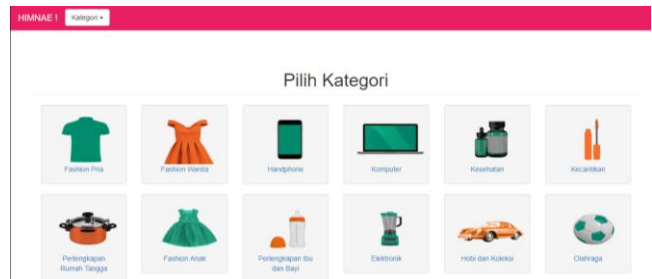 HIMNAE !
Kategori
Pilih Kategori
Fashion Pria
Fashion Wanita
Handphone
Komputer
Kesehatan
Kecantikan
Perlengkapan
Rumah Tangga
Fashion Anak
Perlengkapan Ibu
dan Bayi
Elektronik
Hobi dan Koleksi
Olahraga